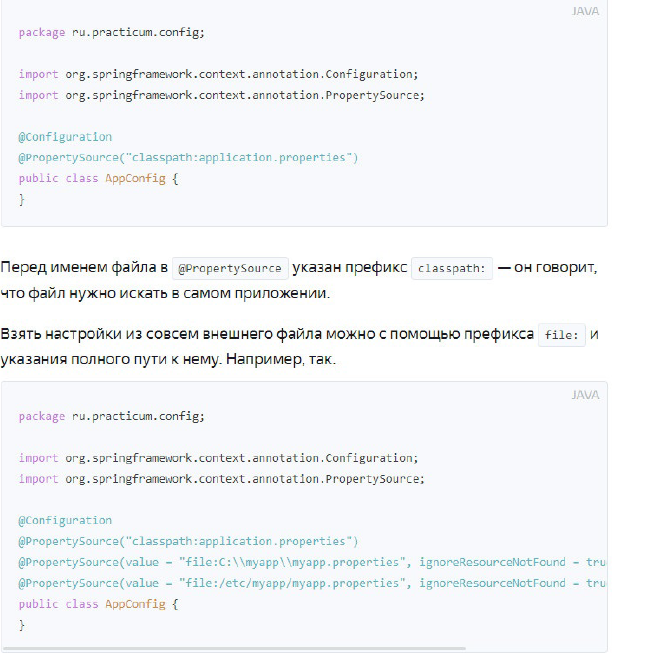 JAVA
package ru.practicum.config;
import org.springframework.context.annotation.Configuration;
import org.springframework.context.annotation.PropertySource;
@Configuration
@PropertySource("classpath:application.properties")
public class AppConfig {
}
Перед именем файла в @PropertySource указан префикс classpath: — он говорит,
что файл нужно искать в самом приложении.
Взять настройки из совсем внешнего файла можно с помощью префикса file: и
указания полного пути к нему. Например, так.
JAVA
package ru.practicum.config;
import org.springframework.context.annotation.Configuration;
import org.springframework.context.annotation.PropertySource;
@Configuration
@PropertySource("classpath:application.properties")
@PropertySource(value = "file:C:\\myapp\\myapp.properties", ignoreResourceNotFound = tru
@PropertySource(value = "file:/etc/myapp/myapp.properties", ignoreResourceNotFound = tru
public class AppConfig {
}